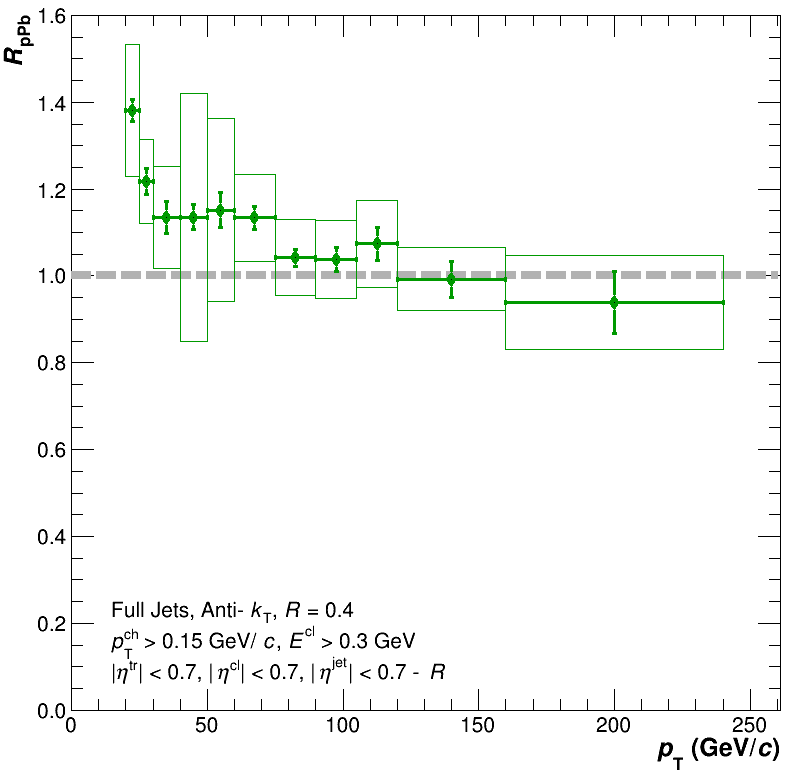 R_pPb
1.6
1.4
1.2
1.0
0.8
0.6
0.4
0.2
0.0
Full Jets, Anti- k_T, R = 0.4
p_T^ch > 0.15 GeV/ c, E^cl > 0.3 GeV
|η^tr| < 0.7, | η^cl| < 0.7, | η^jet| < 0.7 - R
0 50 100 150 200 250
p_T (GeV/c)